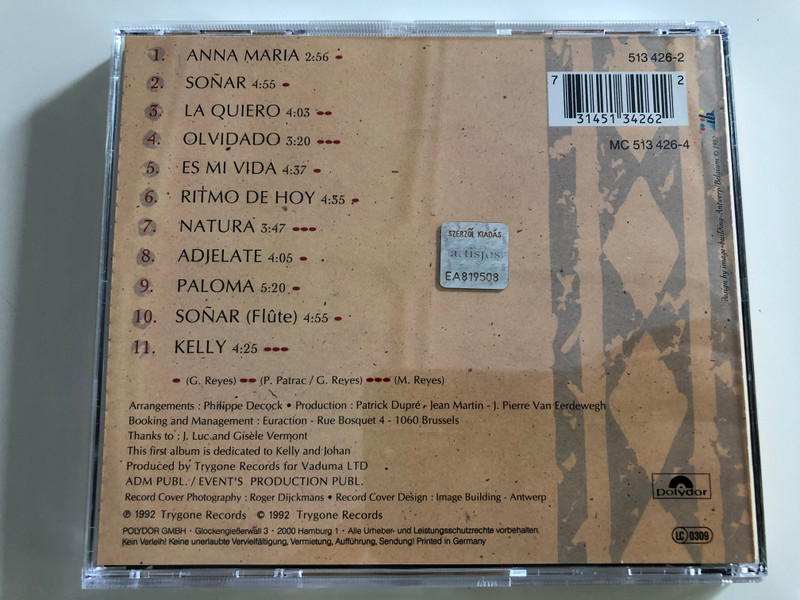 1. ANNA MARIA 2:56
2. SOÑAR 4:55
3. LA QUIERO 4:03
4. OLVIDADO 3:20
5. ES MI VIDA 4:37
6. RITMO DE HOY 4:35
7. NATURA 3:47
8. ADJELATE 4:05
9. PALOMA 5:20
10. SOÑAR (Flûte) 4:55
11. KELLY 4:25
(G. Reyes) (P. Patrac / G. Reyes) (M. Reyes)
Arrangements : Philippe Decock • Production : Patrick Dupré - Jean Martin - J. Pierre Van Eerdewegh
Booking and Management : Euraction - Rue Bosquet 4 - 1060 Brussels
Thanks to : J. Luc and Gisèle Vermont
This first album is dedicated to Kelly and Johan
Produced by Trygone Records for Vaduma LTD
ADM PUBL. / EVENT'S PRODUCTION PUBL.
Record Cover Photography : Roger Dijckmans • Record Cover Design : Image Building - Antwerp
℗ 1992 Trygone Records © 1992 Trygone Records
POLYDOR GMBH · Glockengießerwall 3 · 2000 Hamburg 1 · Alle Urheber- und Leistungsschutzrechte vorbehalten.
Kein Verleih! Keine unerlaubte Vervielfältigung, Vermietung, Aufführung, Sendung! Printed in Germany
513 426-2
7 31451 34262 2
MC 513 426-4
SZERZŐI KIADÁS
artisjus
EA819508
design by image-building-Antwerp/Belgium © 1992
Polydor
LC 0309